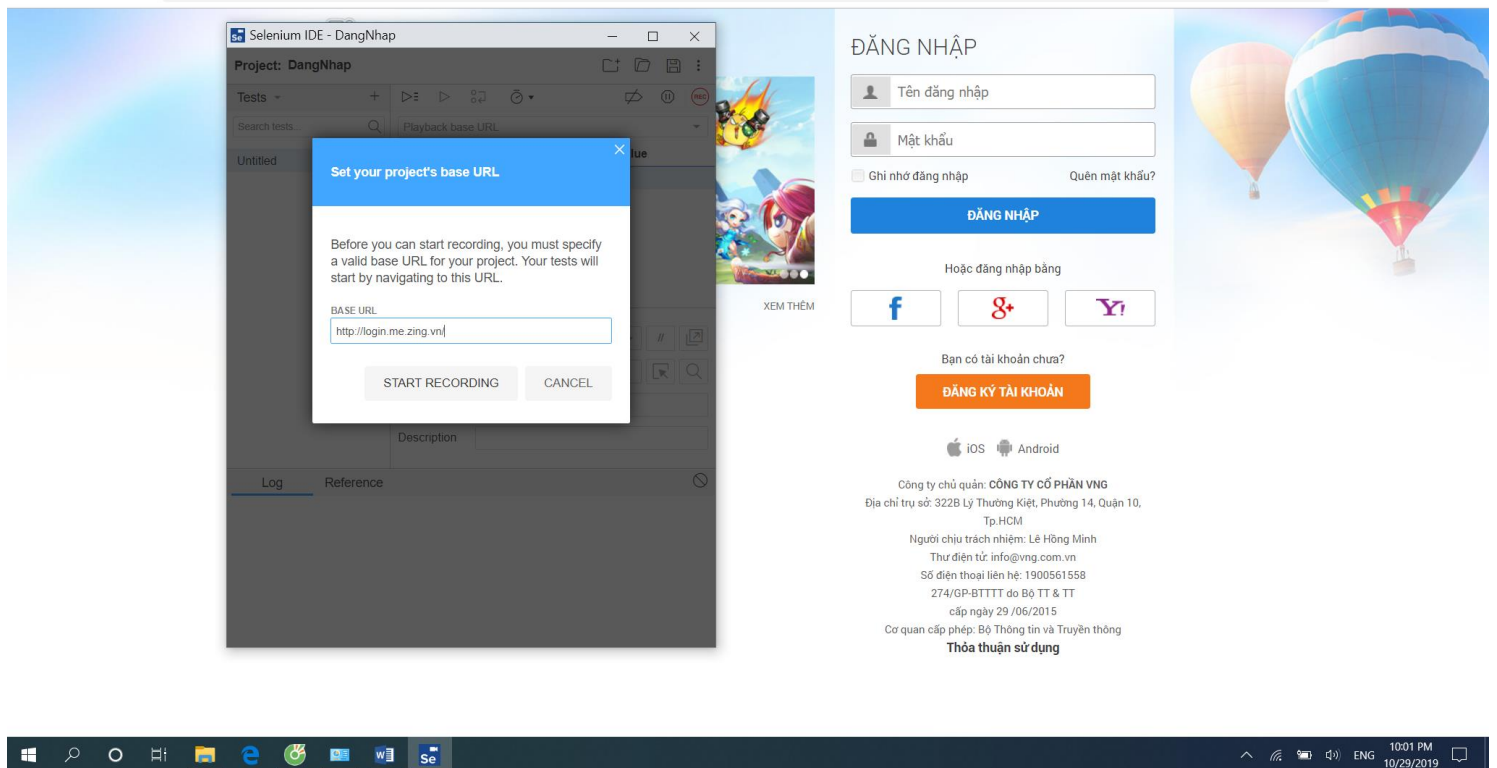 Selenium IDE - DangNhap
Project: DangNhap
Tests
REC
Search tests...
Playback base URL
Untitled
lue
Set your project's base URL
Before you can start recording, you must specify
a valid base URL for your project. Your tests will
start by navigating to this URL.
BASE URL
http://login.me.zing.vn/
START RECORDING
CANCEL
//
Description
Log
Reference
XEM THÊM
ĐĂNG NHẬP
Tên đăng nhập
Mật khẩu
Ghi nhớ đăng nhập
Quên mật khẩu?
ĐĂNG NHẬP
Hoặc đăng nhập bằng
f
g+
Y!
Bạn có tài khoản chưa?
ĐĂNG KÝ TÀI KHOẢN
iOS
Android
Công ty chủ quản: CÔNG TY CỔ PHẦN VNG
Địa chỉ trụ sở: 322B Lý Thường Kiệt, Phường 14, Quận 10,
Tp.HCM
Người chịu trách nhiệm: Lê Hồng Minh
Thư điện tử: info@vng.com.vn
Số điện thoại liên hệ: 1900561558
274/GP-BTTTT do Bộ TT & TT
cấp ngày 29 /06/2015
Cơ quan cấp phép: Bộ Thông tin và Truyền thông
Thỏa thuận sử dụng
Se
ENG
10:01 PM
10/29/2019